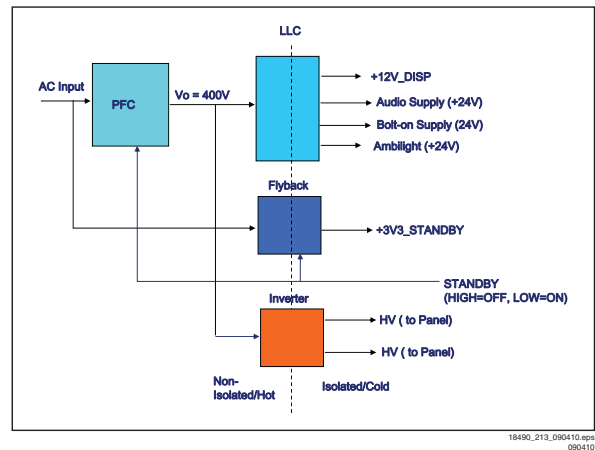 LLC
AC Input
PFC
Vo = 400V
+12V_DISP
Audio Supply (+24V)
Bolt-on Supply (24V)
Ambilight (+24V)
Flyback
+3V3_STANDBY
STANDBY
(HIGH=OFF, LOW=ON)
Inverter
HV ( to Panel)
HV ( to Panel)
Non-
Isolated/Hot
Isolated/Cold
18490_213_090410.eps
090410